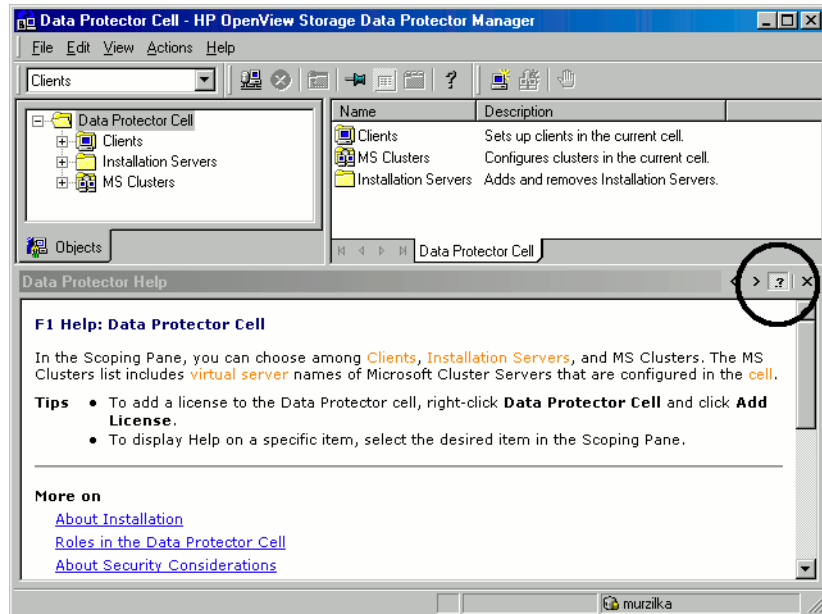 Data Protector Cell - HP OpenView Storage Data Protector Manager
File Edit View Actions Help
Clients
?
Data Protector Cell
Clients
Installation Servers
MS Clusters
Objects
Name Description
Clients Sets up clients in the current cell.
MS Clusters Configures clusters in the current cell.
Installation Servers Adds and removes Installation Servers.
Data Protector Cell
Data Protector Help
?
F1 Help: Data Protector Cell
In the Scoping Pane, you can choose among Clients, Installation Servers, and MS Clusters. The MS
Clusters list includes virtual server names of Microsoft Cluster Servers that are configured in the cell.
Tips • To add a license to the Data Protector cell, right-click Data Protector Cell and click Add
License.
• To display Help on a specific item, select the desired item in the Scoping Pane.
More on
About Installation
Roles in the Data Protector Cell
About Security Considerations
murzilka